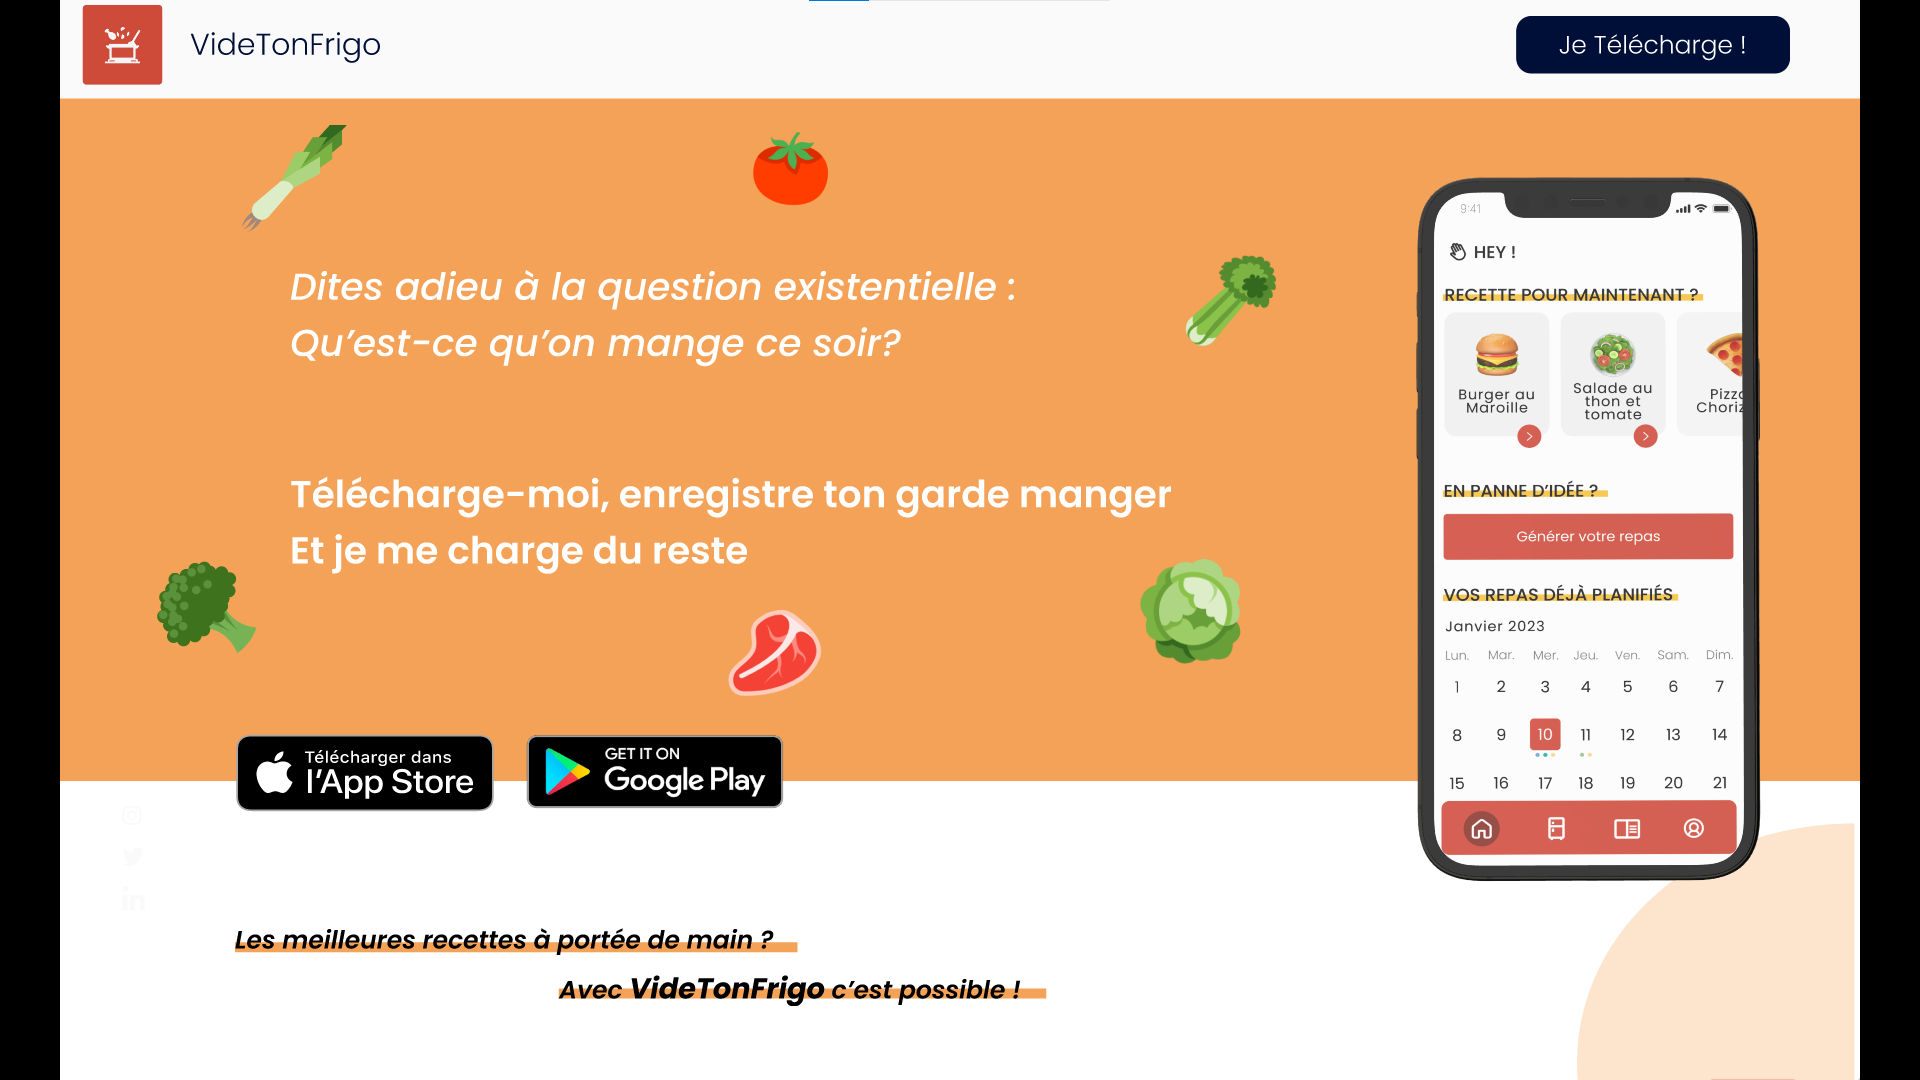 VideTonFrigo
Je Télécharge !
Dites adieu à la question existentielle :
Qu’est-ce qu’on mange ce soir?
Télécharge-moi, enregistre ton garde manger
Et je me charge du reste
Télécharger dans
l’App Store
GET IT ON
Google Play
9:41
HEY !
RECETTE POUR MAINTENANT ?
Burger au
Maroille
Salade au
thon et
tomate
Pizz
Choriz
EN PANNE D’IDÉE ?
Générer votre repas
VOS REPAS DÉJÀ PLANIFIÉS
Janvier 2023
Lun. Mar. Mer. Jeu. Ven. Sam. Dim.
1 2 3 4 5 6 7
8 9 10 11 12 13 14
15 16 17 18 19 20 21
in
Les meilleures recettes à portée de main ?
Avec VideTonFrigo c’est possible !